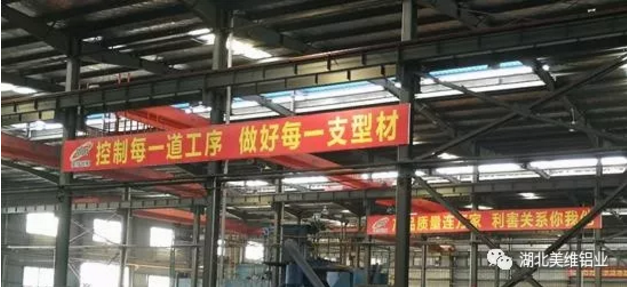 控制每一道工序 做好每一支型材
品质量连万家 利害关系你我他
湖北美维铝业